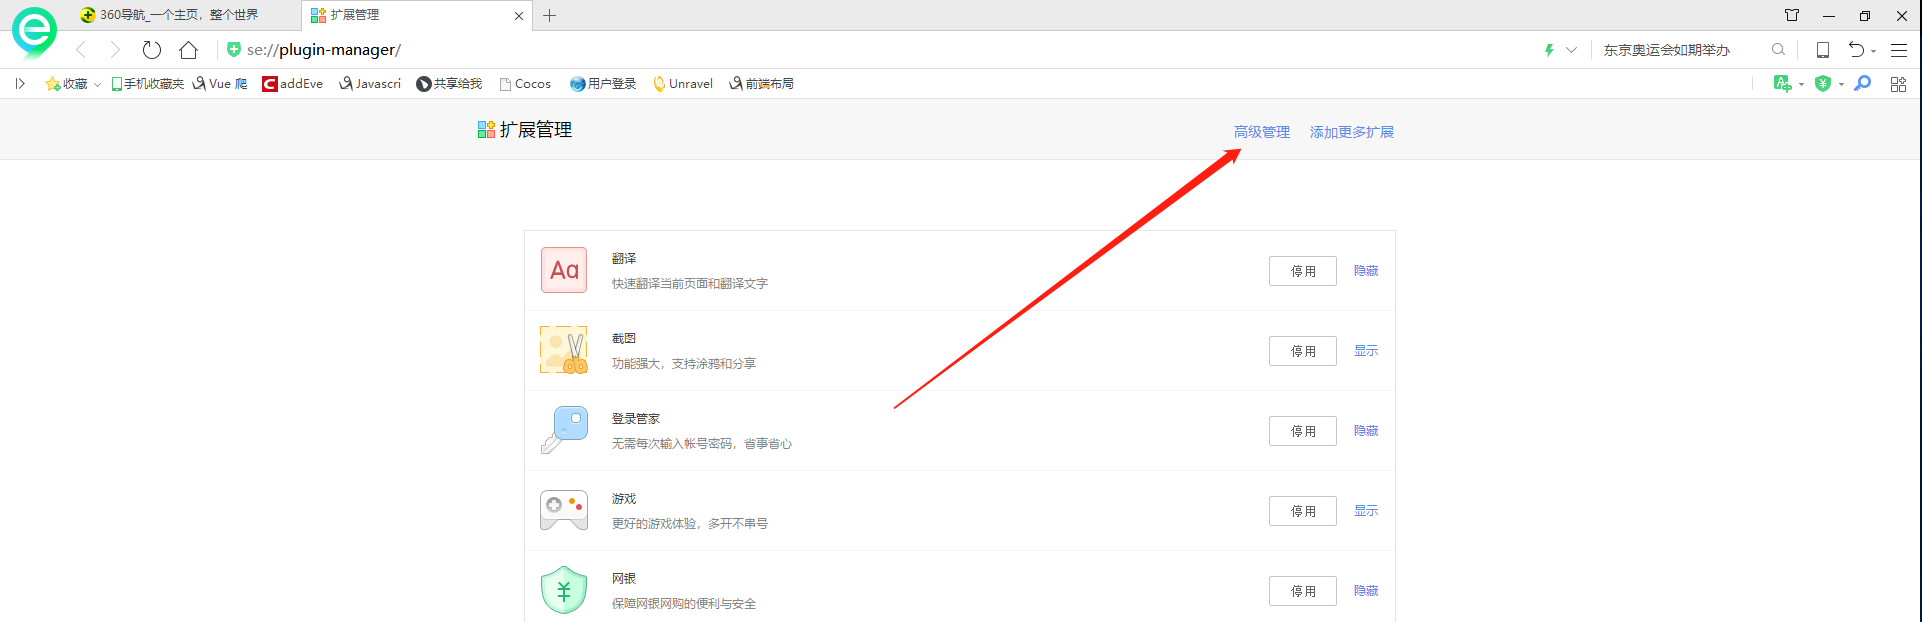 360导航_一个主页，整个世界
扩展管理
se://plugin-manager/
东京奥运会如期举办
收藏 手机收藏夹 Vue 爬 addEve Javascri 共享给我 Cocos 用户登录 Unravel 前端布局
扩展管理
高级管理 添加更多扩展
Aa
翻译
快速翻译当前页面和翻译文字
停用 隐藏
截图
功能强大，支持涂鸦和分享
停用 显示
登录管家
无需每次输入帐号密码，省事省心
停用 隐藏
游戏
更好的游戏体验，多开不串号
停用 显示
¥
网银
保障网银网购的便利与安全
停用 隐藏